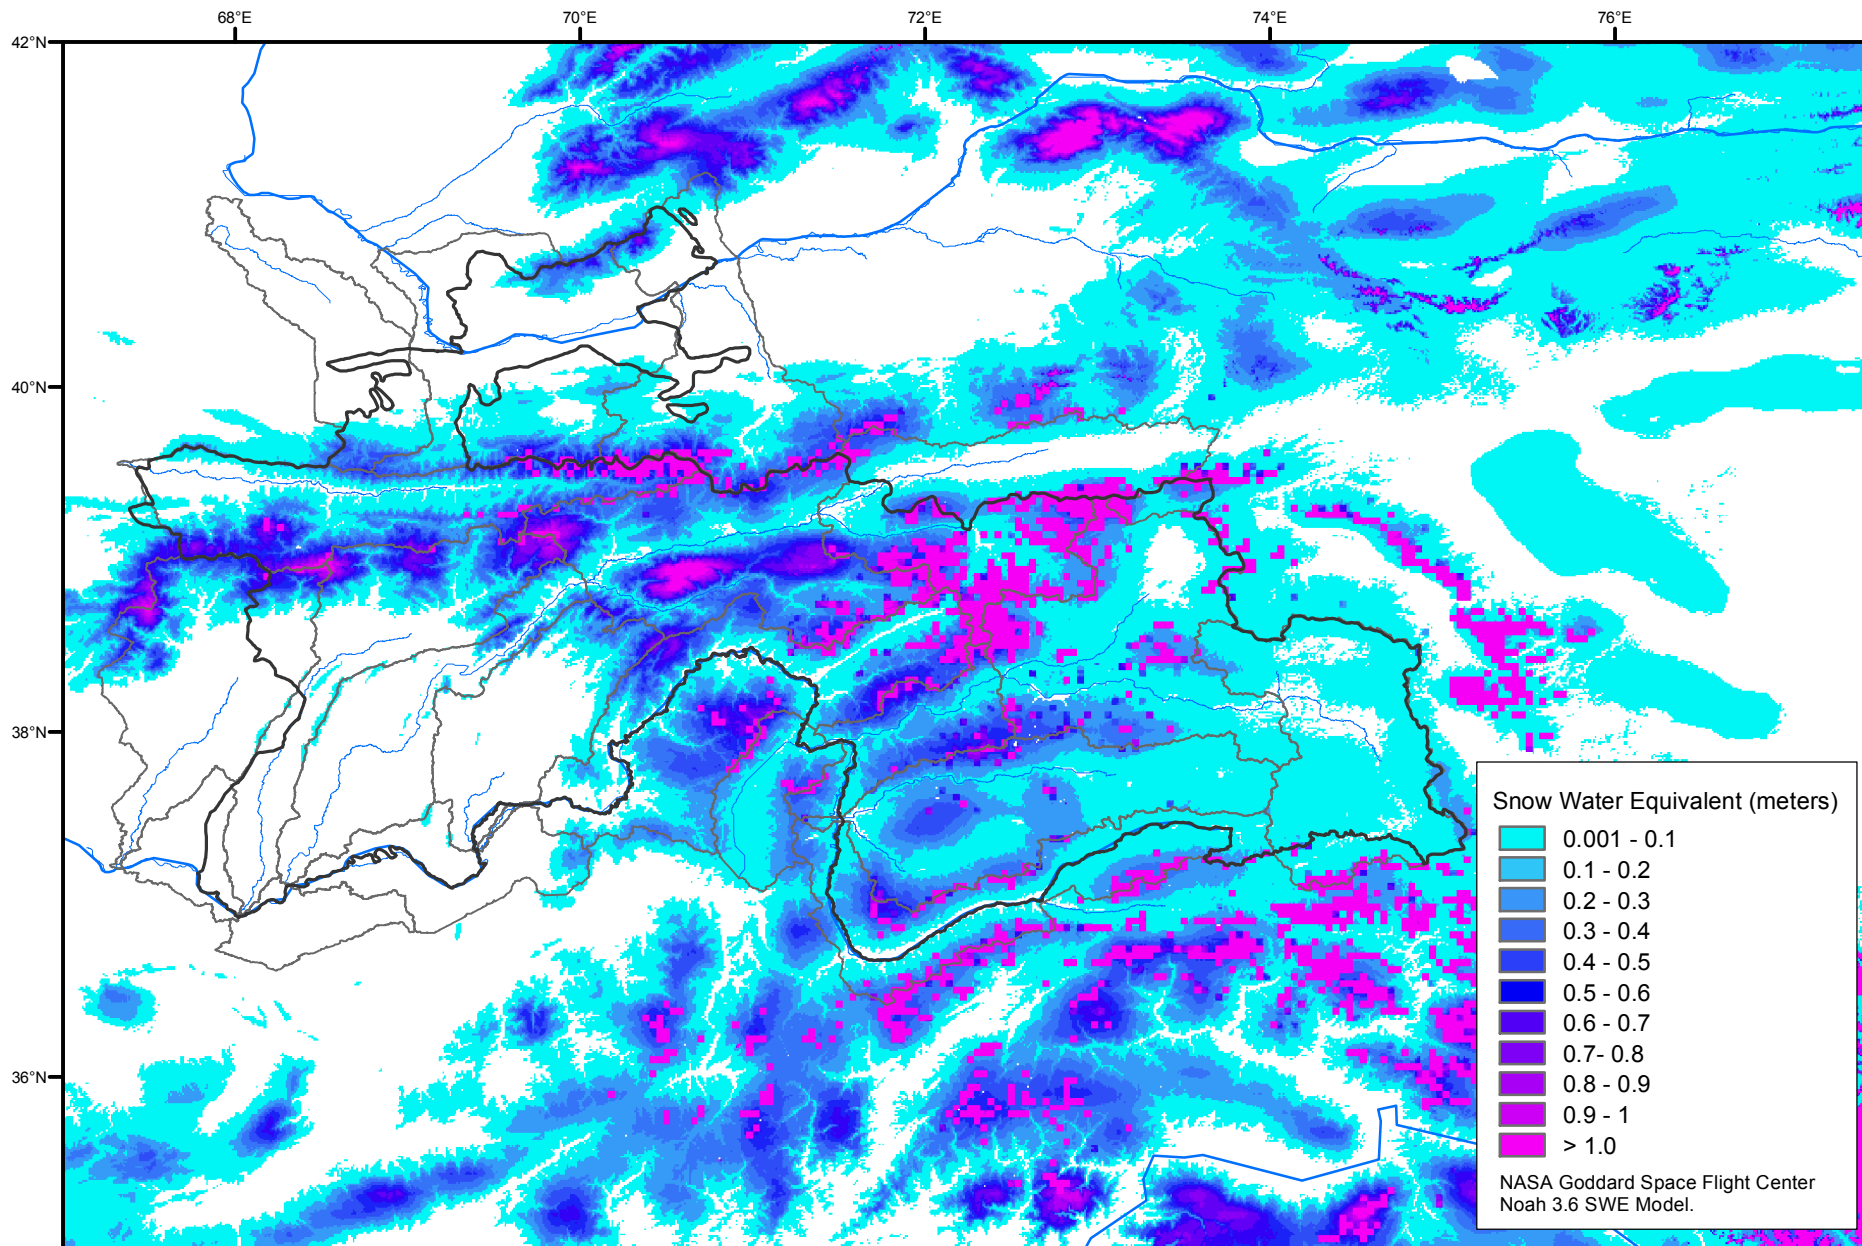 68°E
70°E
72°E
74°E
76°E
42°N
40°N
38°N
36°N
Snow Water Equivalent (meters)
0.001 - 0.1
0.1 - 0.2
0.2 - 0.3
0.3 - 0.4
0.4 - 0.5
0.5 - 0.6
0.6 - 0.7
0.7- 0.8
0.8 - 0.9
0.9 - 1
> 1.0
NASA Goddard Space Flight Center
Noah 3.6 SWE Model.